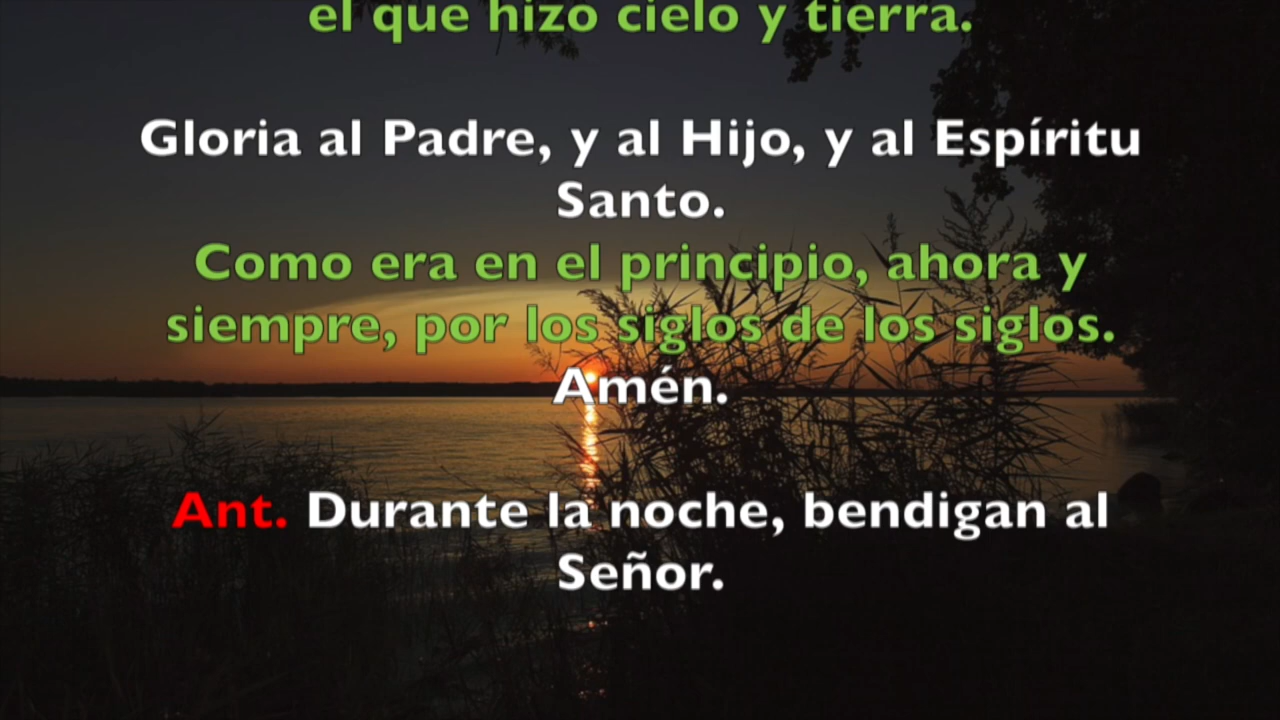 el que hizo cielo y tierra.
Gloria al Padre, y al Hijo, y al Espíritu
Santo.
Como era en el principio, ahora y
siempre, por los siglos de los siglos.
Amén.
Ant. Durante la noche, bendigan al
Señor.